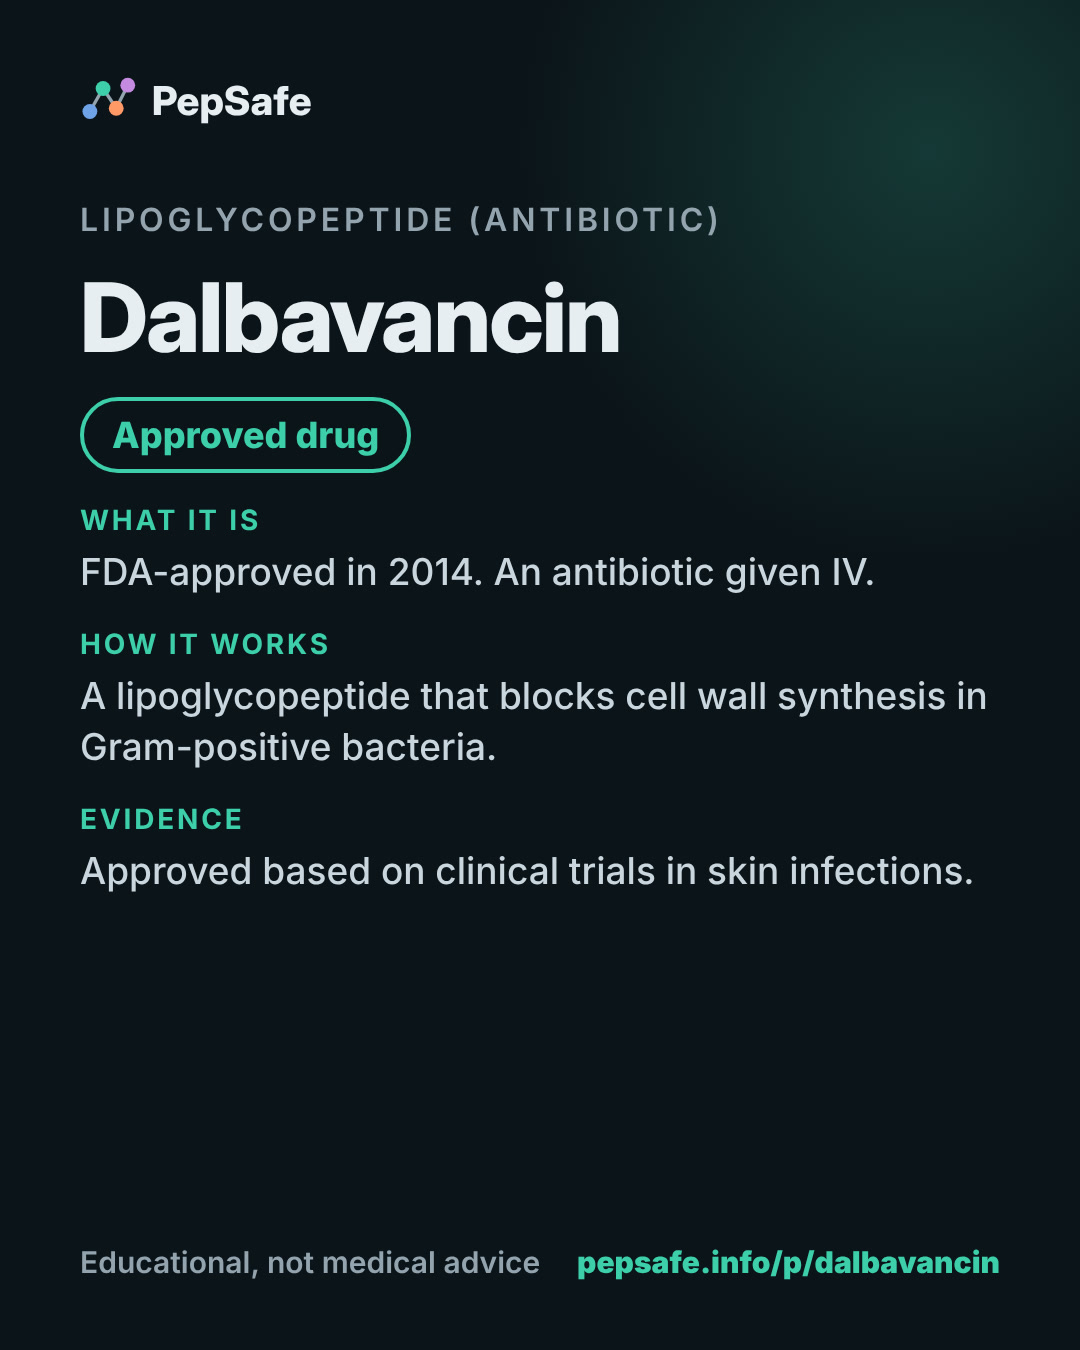 PepSafe
LIPOGLYCOPEPTIDE (ANTIBIOTIC)
Dalbavancin
Approved drug
WHAT IT IS
FDA-approved in 2014. An antibiotic given IV.
HOW IT WORKS
A lipoglycopeptide that blocks cell wall synthesis in
Gram-positive bacteria.
EVIDENCE
Approved based on clinical trials in skin infections.
Educational, not medical advice pepsafe.info/p/dalbavancin